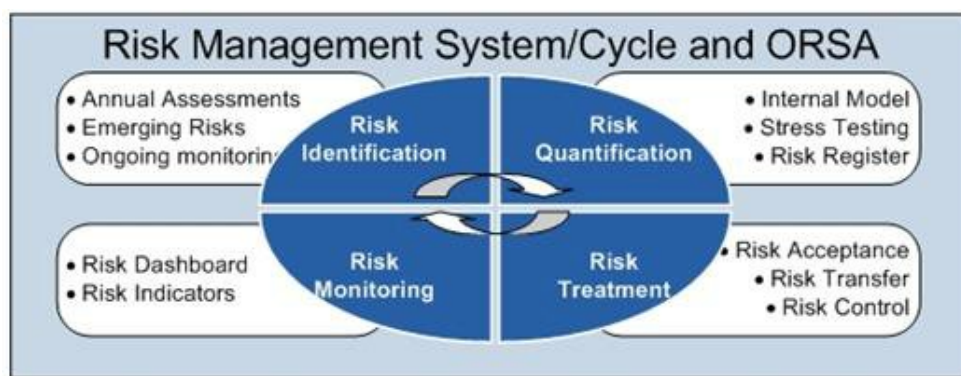 Risk Management System/Cycle and ORSA
• Annual Assessments
• Emerging Risks
• Ongoing monitoring
Risk
Identification
Risk
Quantification
• Internal Model
• Stress Testing
• Risk Register
• Risk Dashboard
• Risk Indicators
Risk
Monitoring
Risk
Treatment
• Risk Acceptance
• Risk Transfer
• Risk Control